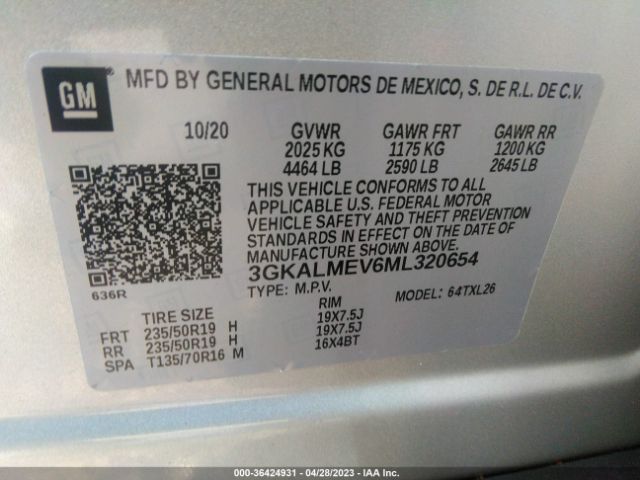 GM ® MFD BY GENERAL MOTORS DE MEXICO, S. DE R.L. DE C.V.
10/20 GVWR GAWR FRT GAWR RR
2025 KG 1175 KG 1200 KG
4464 LB 2590 LB 2645 LB
THIS VEHICLE CONFORMS TO ALL
APPLICABLE U.S. FEDERAL MOTOR
VEHICLE SAFETY AND THEFT PREVENTION
STANDARDS IN EFFECT ON THE DATE OF
MANUFACTURE SHOWN ABOVE.
3GKALMEV6ML320654
636R TYPE: M.P.V. MODEL: 64TXL26
TIRE SIZE RIM
FRT 235/50R19 H 19X7.5J
RR 235/50R19 H 19X7.5J
SPA T135/70R16 M 16X4BT
000-36424931 - 04/28/2023 - IAA Inc.